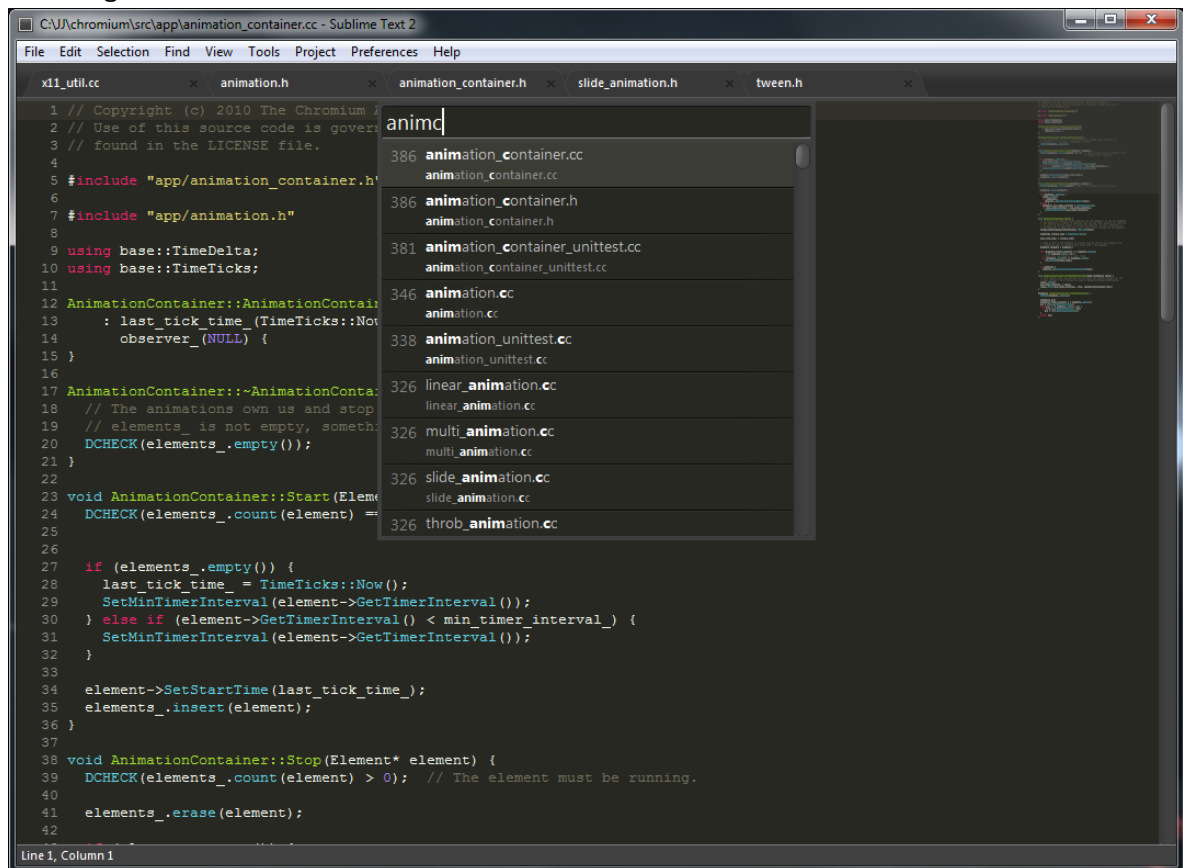 C:\JJ\chromium\src\app\animation_container.cc - Sublime Text 2
File Edit Selection Find View Tools Project Preferences Help
x11_util.cc animation.h animation_container.h slide_animation.h tween.h
animc
386 animation_container.cc
animation_container.cc
386 animation_container.h
animation_container.h
381 animation_container_unittest.cc
animation_container_unittest.cc
346 animation.cc
animation.cc
338 animation_unittest.cc
animation_unittest.cc
326 linear_animation.cc
linear_animation.cc
326 multi_animation.cc
multi_animation.cc
326 slide_animation.cc
slide_animation.cc
326 throb_animation.cc
1 // Copyright (c) 2010 The Chromium
2 // Use of this source code is gover
3 // found in the LICENSE file.
4
5 #include "app/animation_container.h"
6
7 #include "app/animation.h"
8
9 using base::TimeDelta;
10 using base::TimeTicks;
11
12 AnimationContainer::AnimationContai
13 : last_tick_time_(TimeTicks::Now
14 observer_(NULL) {
15 }
16
17 AnimationContainer::~AnimationConta
18 // The animations own us and stop
19 // elements_ is not empty, someth
20 DCHECK(elements_.empty());
21 }
22
23 void AnimationContainer::Start(Eleme
24 DCHECK(elements_.count(element) ==
25
26
27 if (elements_.empty()) {
28 last_tick_time_ = TimeTicks::Now();
29 SetMinTimerInterval(element->GetTimerInterval());
30 } else if (element->GetTimerInterval() < min_timer_interval_) {
31 SetMinTimerInterval(element->GetTimerInterval());
32 }
33
34 element->SetStartTime(last_tick_time_);
35 elements_.insert(element);
36 }
37
38 void AnimationContainer::Stop(Element* element) {
39 DCHECK(elements_.count(element) > 0); // The element must be running.
40
41 elements_.erase(element);
42
Line 1, Column 1